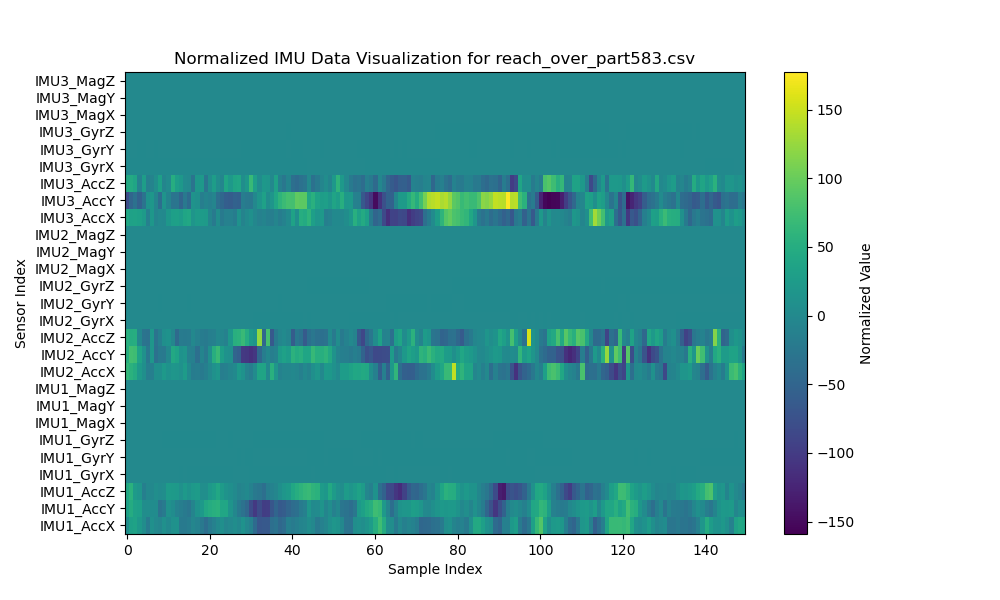 Normalized IMU Data Visualization for reach_over_part583.csv
IMU3_MagZ
IMU3_MagY
IMU3_MagX
IMU3_GyrZ
IMU3_GyrY
IMU3_GyrX
IMU3_AccZ
IMU3_AccY
IMU3_AccX
IMU2_MagZ
IMU2_MagY
IMU2_MagX
IMU2_GyrZ
IMU2_GyrY
IMU2_GyrX
IMU2_AccZ
IMU2_AccY
IMU2_AccX
IMU1_MagZ
IMU1_MagY
IMU1_MagX
IMU1_GyrZ
IMU1_GyrY
IMU1_GyrX
IMU1_AccZ
IMU1_AccY
IMU1_AccX
Sensor Index
0 20 40 60 80 100 120 140
Sample Index
150
100
50
0
−50
−100
−150
Normalized Value